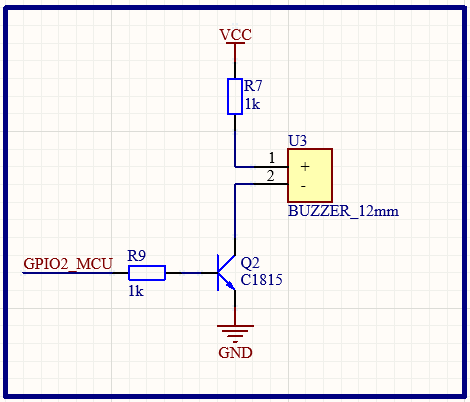 VCC
R7
1k
U3
1
+
2
-
BUZZER_12mm
GPIO2_MCU
R9
1k
Q2
C1815
GND